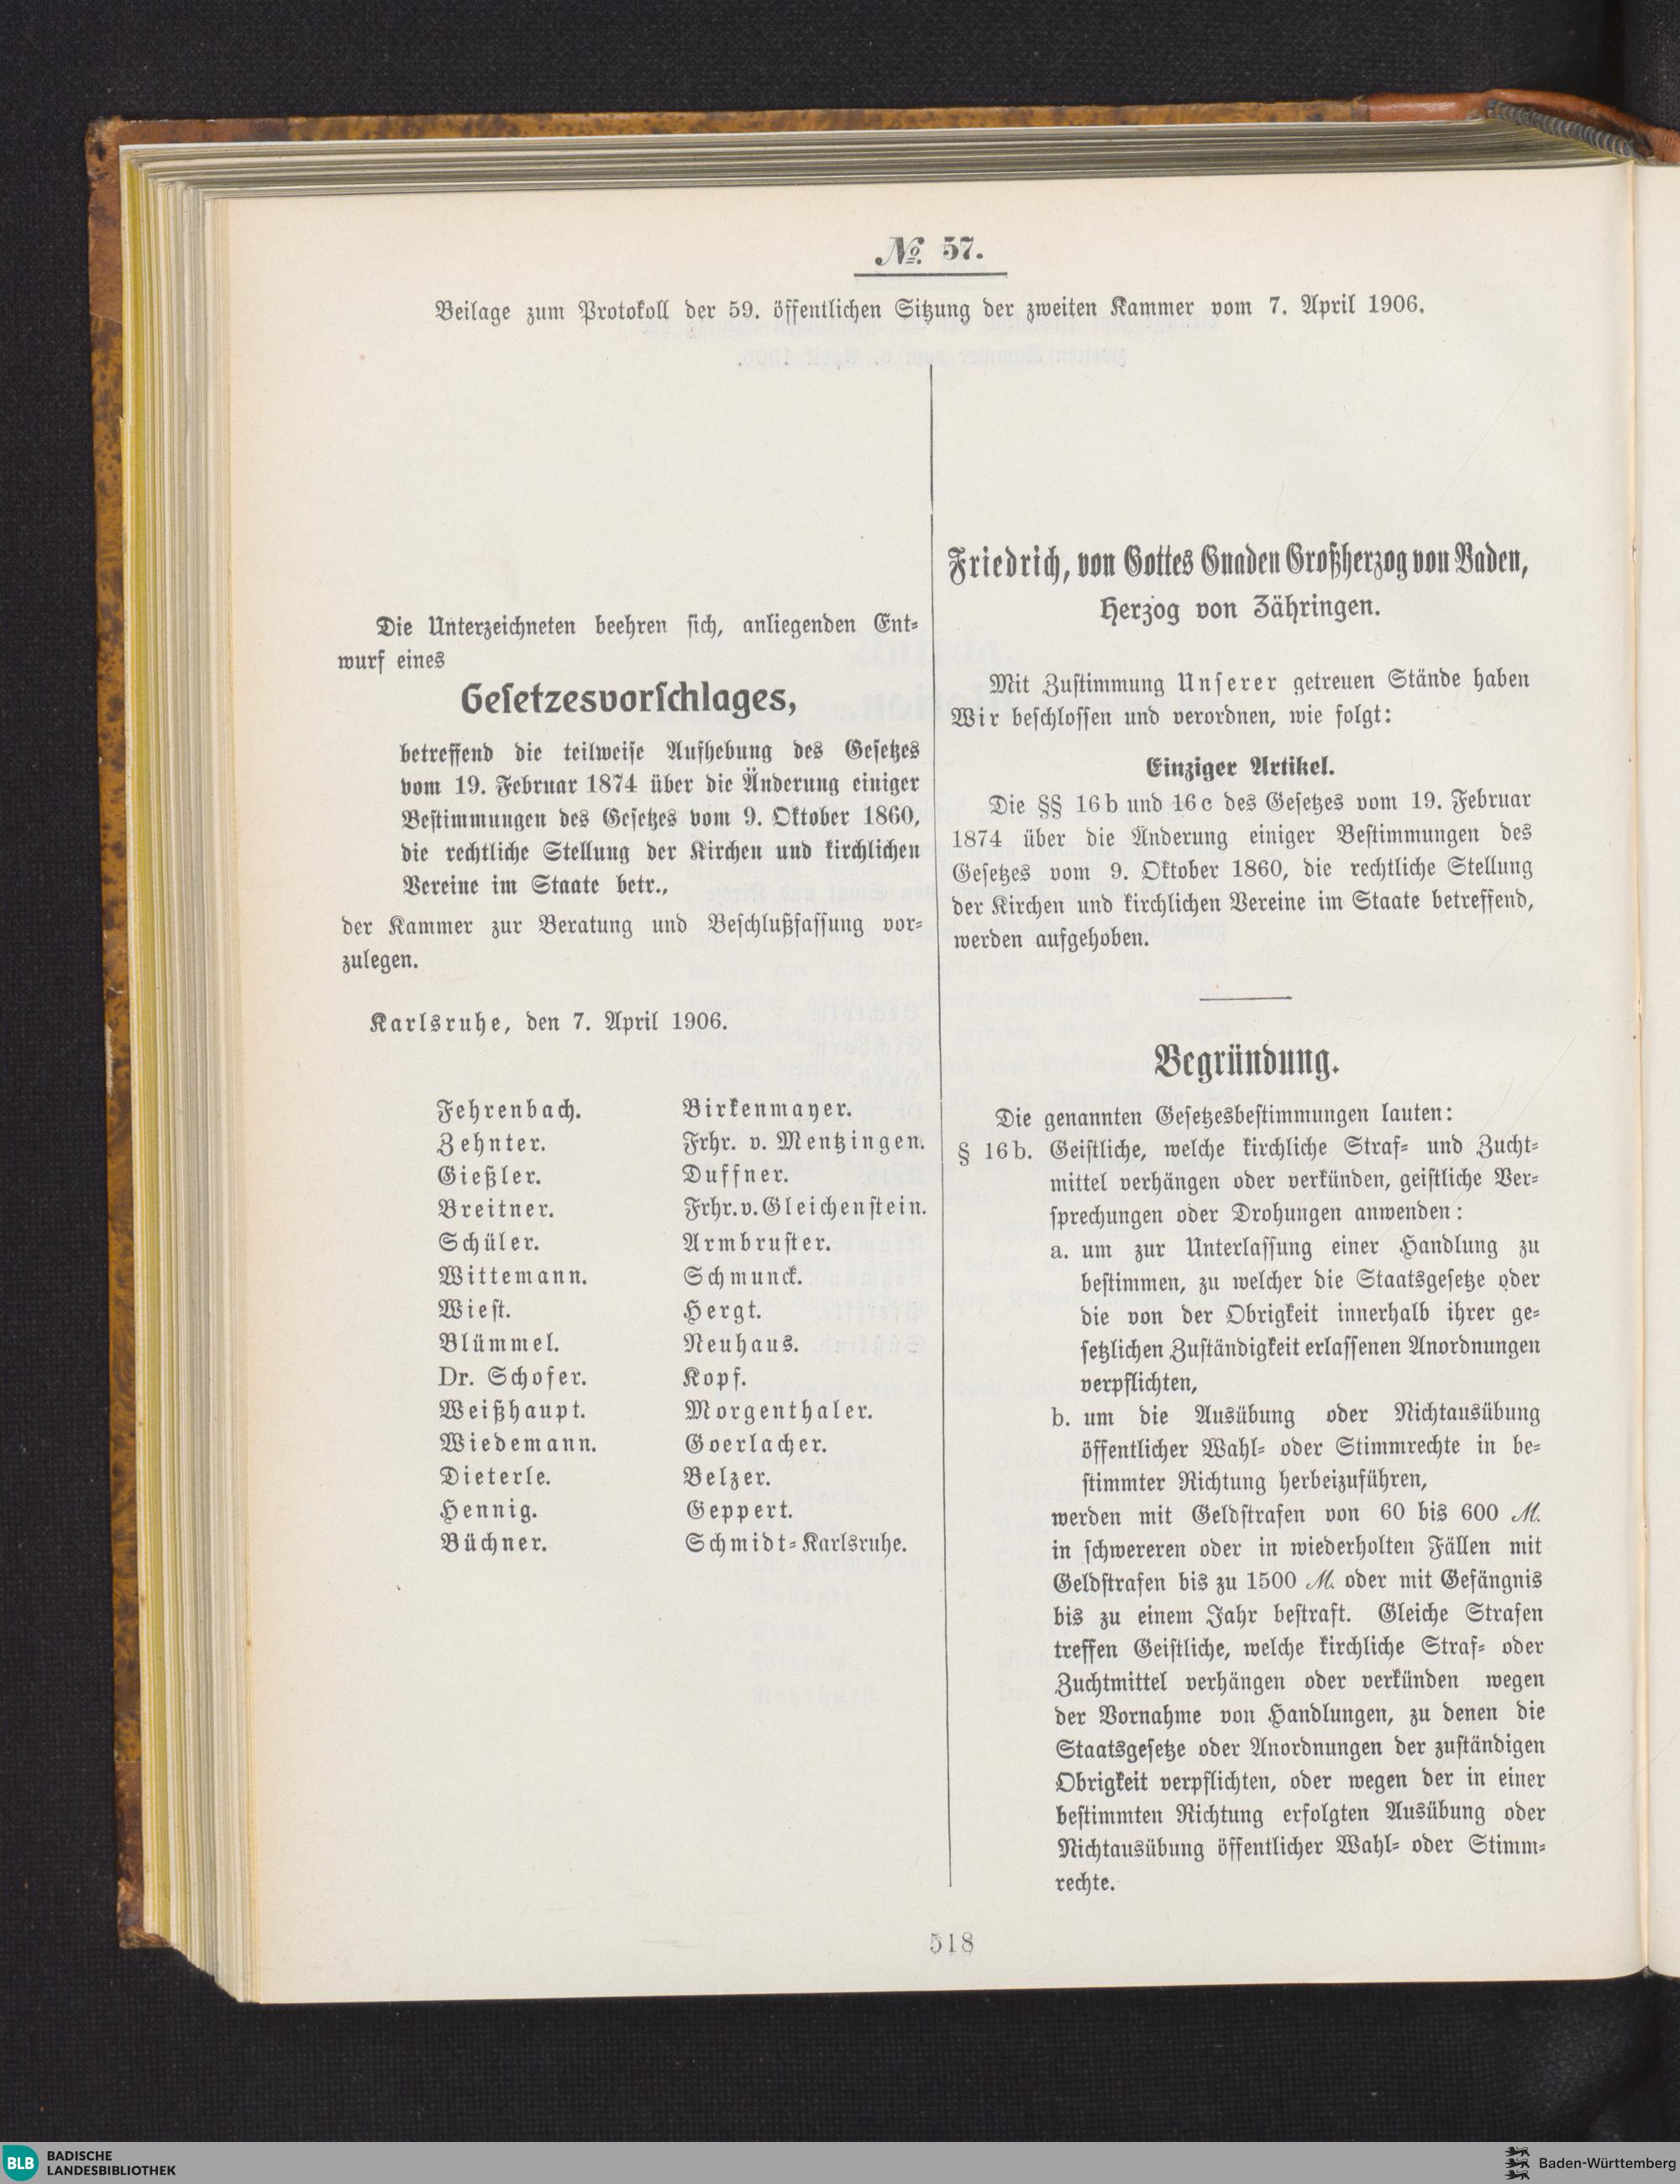 № 57.
Beilage zum Protokoll der 59. öffentlichen Sitzung der zweiten Kammer vom 7. April 1906.
Die Unterzeichneten beehren sich, anliegenden Ent-
wurf eines
Gesetzesvorschlages,
betreffend die teilweise Aufhebung des Gesetzes
vom 19. Februar 1874 über die Änderung einiger
Bestimmungen des Gesetzes vom 9. Oktober 1860,
die rechtliche Stellung der Kirchen und kirchlichen
Vereine im Staate betr.,
der Kammer zur Beratung und Beschlußfassung vor-
zulegen.
Karlsruhe, den 7. April 1906.
Fehrenbach. Birkenmayer.
Zehnter. Frhr. v. Mentzingen.
Gießler. Duffner.
Breitner. Frhr. v. Gleichenstein.
Schüler. Armbruster.
Wittemann. Schmunck.
Wiest. Hergt.
Blümmel. Neuhaus.
Dr. Schofer. Kopf.
Weißhaupt. Morgenthaler.
Wiedemann. Goerlacher.
Dieterle. Belzer.
Hennig. Geppert.
Büchner. Schmidt-Karlsruhe.
Friedrich, von Gottes Gnaden Großherzog von Baden,
Herzog von Zähringen.
Mit Zustimmung Unserer getreuen Stände haben
Wir beschlossen und verordnen, wie folgt:
Einziger Artikel.
Die §§ 16b und 16c des Gesetzes vom 19. Februar
1874 über die Änderung einiger Bestimmungen des
Gesetzes vom 9. Oktober 1860, die rechtliche Stellung
der Kirchen und kirchlichen Vereine im Staate betreffend,
werden aufgehoben.
Begründung.
Die genannten Gesetzesbestimmungen lauten:
§ 16b. Geistliche, welche kirchliche Straf- und Zucht-
mittel verhängen oder verkünden, geistliche Ver-
sprechungen oder Drohungen anwenden:
a. um zur Unterlassung einer Handlung zu
bestimmen, zu welcher die Staatsgesetze oder
die von der Obrigkeit innerhalb ihrer ge-
setzlichen Zuständigkeit erlassenen Anordnungen
verpflichten,
b. um die Ausübung oder Nichtausübung
öffentlicher Wahl- oder Stimmrechte in be-
stimmter Richtung herbeizuführen,
werden mit Geldstrafen von 60 bis 600 M.
in schwereren oder in wiederholten Fällen mit
Geldstrafen bis zu 1500 M. oder mit Gefängnis
bis zu einem Jahr bestraft. Gleiche Strafen
treffen Geistliche, welche kirchliche Straf- oder
Zuchtmittel verhängen oder verkünden wegen
der Vornahme von Handlungen, zu denen die
Staatsgesetze oder Anordnungen der zuständigen
Obrigkeit verpflichten, oder wegen der in einer
bestimmten Richtung erfolgten Ausübung oder
Nichtausübung öffentlicher Wahl- oder Stimm-
rechte.
518
BLB BADISCHE
LANDESBIBLIOTHEK
Baden-Württemberg